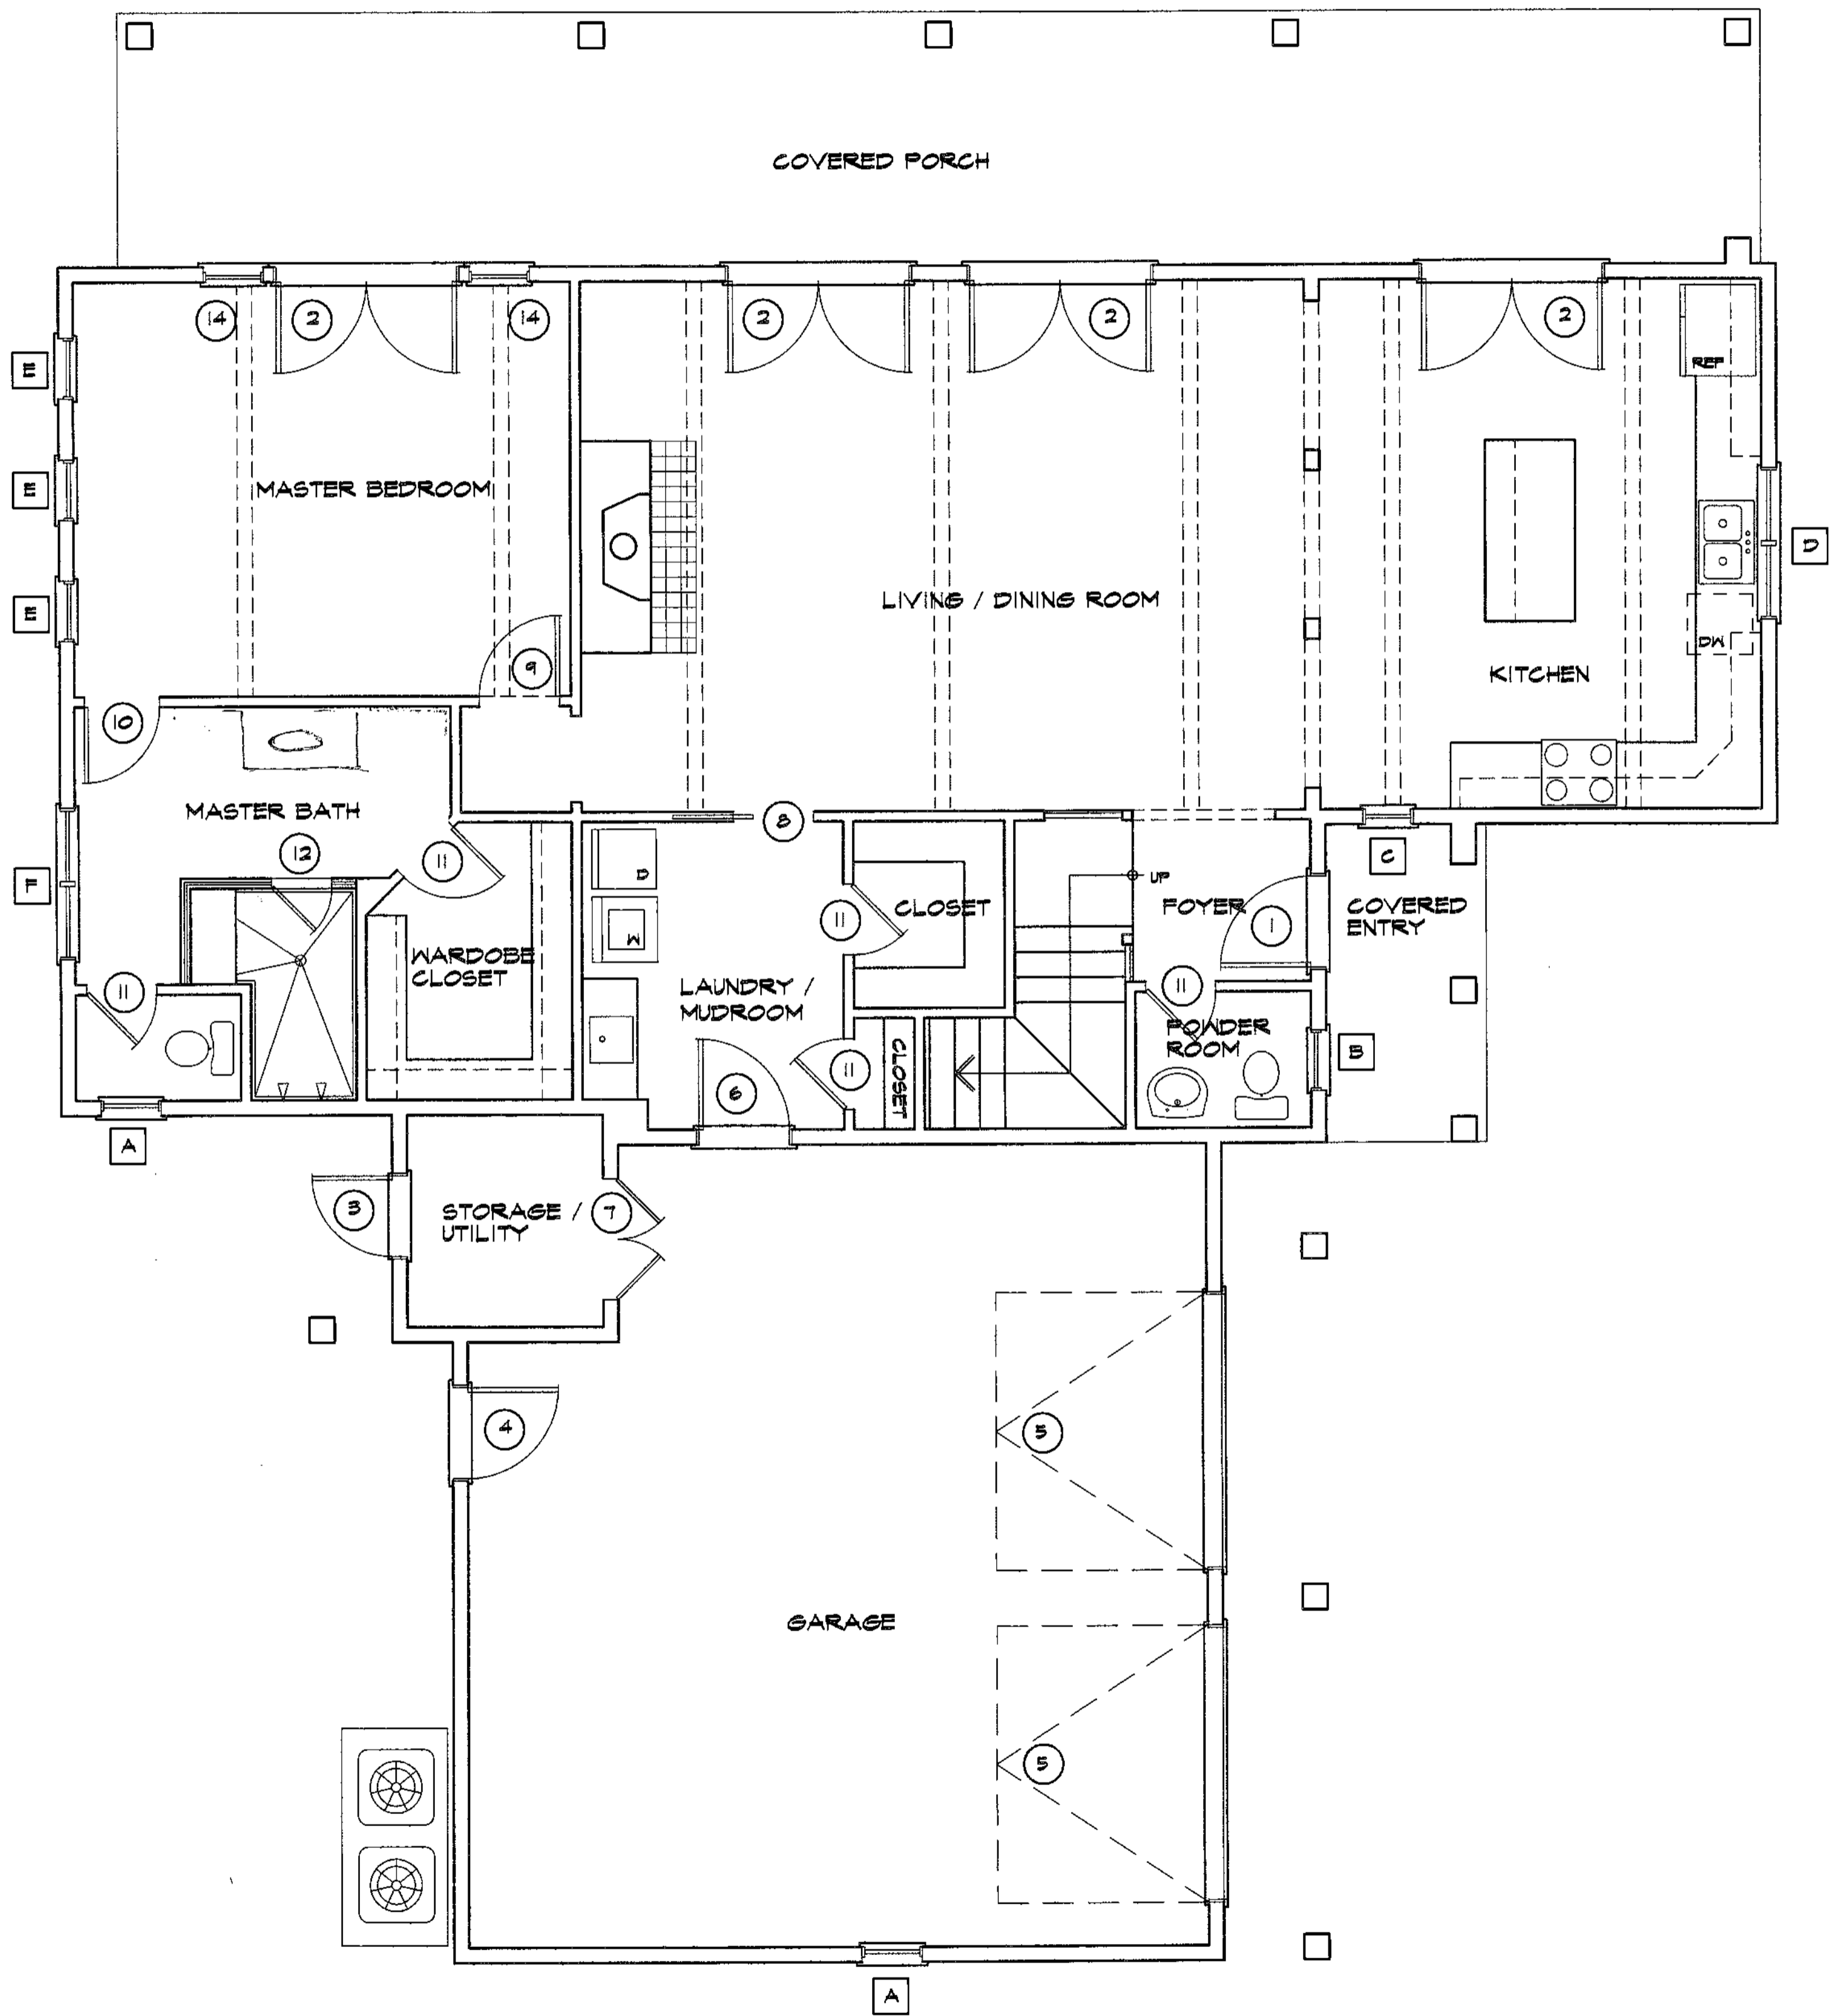 COVERED PORCH
14
2
14
2
2
2
REF
E
E
E
MASTER BEDROOM
D
LIVING / DINING ROOM
DW
9
KITCHEN
10
MASTER BATH
8
12
11
D
C
UP
F
11
CLOSET
FOYER
1
COVERED
ENTRY
W
WARDOBE
CLOSET
11
LAUNDRY /
MUDROOM
11
POWDER
ROOM
B
CLOSET
11
6
A
3
STORAGE /
UTILITY
7
4
5
GARAGE
5
A